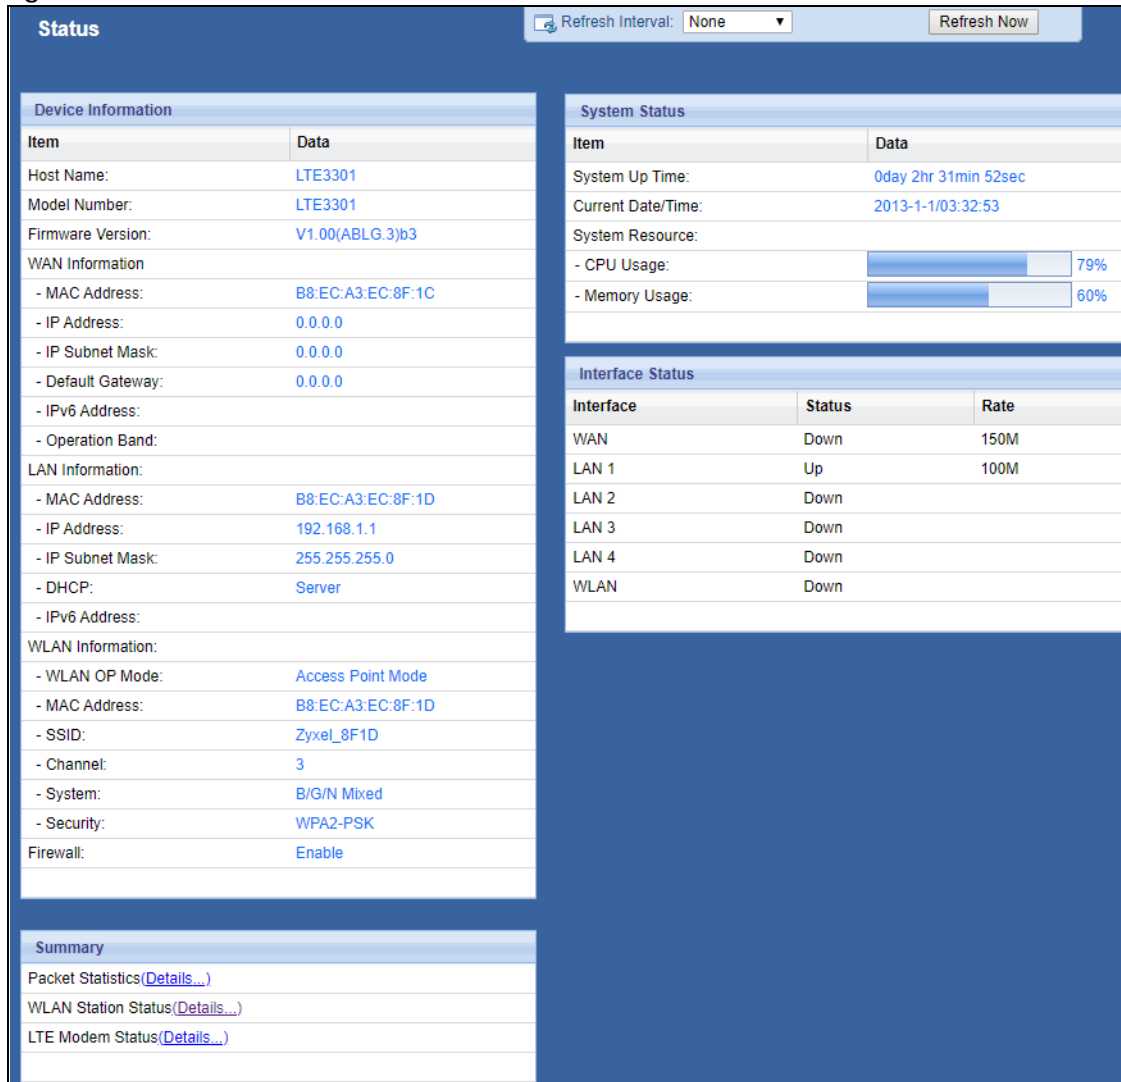 Status
Refresh Interval: None
Refresh Now
Device Information
Item Data
Host Name: LTE3301
Model Number: LTE3301
Firmware Version: V1.00(ABLG.3)b3
WAN Information
- MAC Address: B8:EC:A3:EC:8F:1C
- IP Address: 0.0.0.0
- IP Subnet Mask: 0.0.0.0
- Default Gateway: 0.0.0.0
- IPv6 Address:
- Operation Band:
LAN Information:
- MAC Address: B8:EC:A3:EC:8F:1D
- IP Address: 192.168.1.1
- IP Subnet Mask: 255.255.255.0
- DHCP: Server
- IPv6 Address:
WLAN Information:
- WLAN OP Mode: Access Point Mode
- MAC Address: B8:EC:A3:EC:8F:1D
- SSID: Zyxel_8F1D
- Channel: 3
- System: B/G/N Mixed
- Security: WPA2-PSK
Firewall: Enable
Summary
Packet Statistics(Details...)
WLAN Station Status(Details...)
LTE Modem Status(Details...)
System Status
Item Data
System Up Time: 0day 2hr 31min 52sec
Current Date/Time: 2013-1-1/03:32:53
System Resource:
- CPU Usage: 79%
- Memory Usage: 60%
Interface Status
Interface Status Rate
WAN Down 150M
LAN 1 Up 100M
LAN 2 Down
LAN 3 Down
LAN 4 Down
WLAN Down